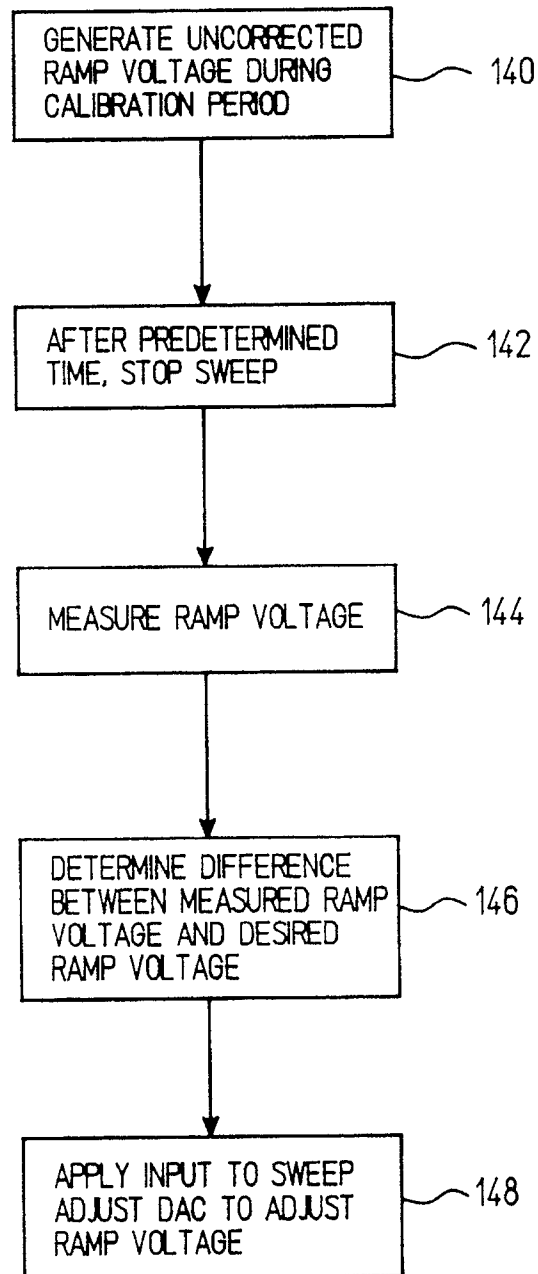 GENERATE UNCORRECTED
RAMP VOLTAGE DURING
CALIBRATION PERIOD
140
AFTER PREDETERMINED
TIME, STOP SWEEP
142
MEASURE RAMP VOLTAGE
144
DETERMINE DIFFERENCE
BETWEEN MEASURED RAMP
VOLTAGE AND DESIRED
RAMP VOLTAGE
146
APPLY INPUT TO SWEEP
ADJUST DAC TO ADJUST
RAMP VOLTAGE
148